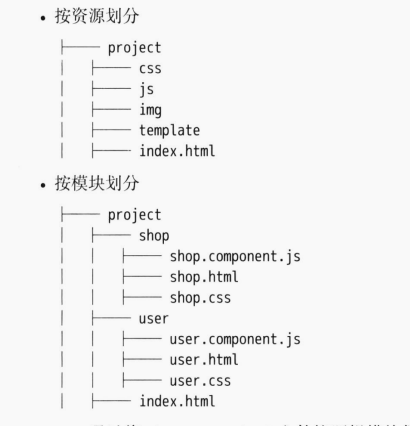 • 按资源划分
├── project
│ ├── css
│ ├── js
│ ├── img
│ ├── template
│ ├── index.html
• 按模块划分
├── project
│ ├── shop
│ │ ├── shop.component.js
│ │ ├── shop.html
│ │ ├── shop.css
│ ├── user
│ │ ├── user.component.js
│ │ ├── user.html
│ │ ├── user.css
│ ├── index.html